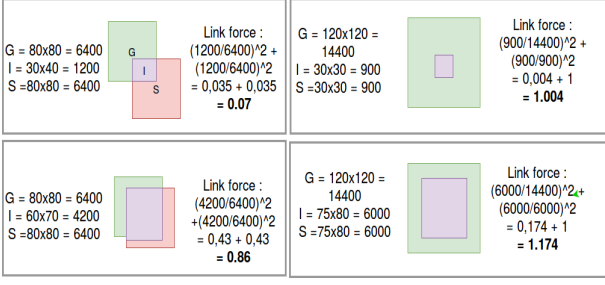 G = 80x80 = 6400
I = 30x40 = 1200
S =80x80 = 6400
G
I
S
Link force :
(1200/6400)^2 +
(1200/6400)^2
= 0,035 + 0,035
= 0.07
G = 120x120 =
14400
I = 30x30 = 900
S =30x30 = 900
Link force :
(900/14400)^2 +
(900/900)^2
= 0,004 + 1
= 1.004
G = 80x80 = 6400
I = 60x70 = 4200
S =80x80 = 6400
Link force :
(4200/6400)^2
+(4200/6400)^2
= 0,43 + 0,43
= 0.86
G = 120x120 =
14400
I = 75x80 = 6000
S =75x80 = 6000
Link force :
(6000/14400)^2 +
(6000/6000)^2
= 0,174 + 1
= 1.174